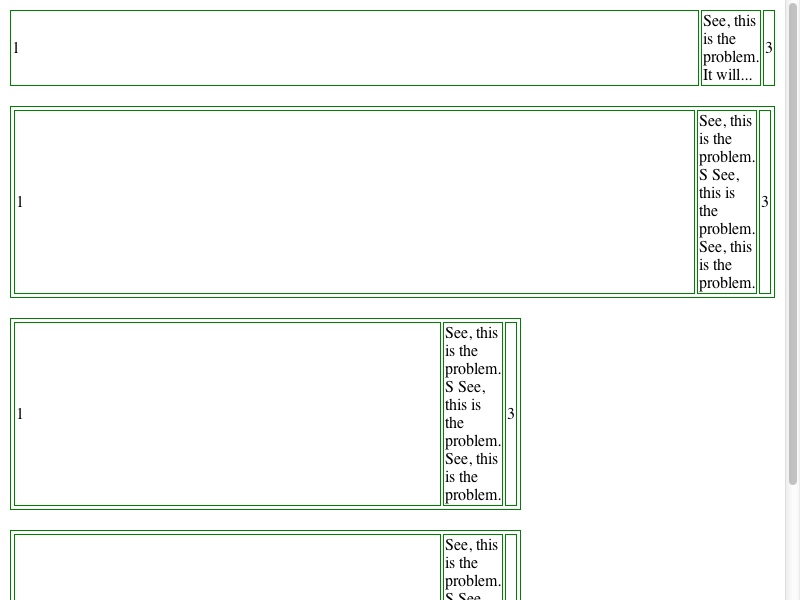 1
See, this
is the
problem.
It will...
3
1
See, this
is the
problem.
S See,
this is
the
problem.
See, this
is the
problem.
3
1
See, this
is the
problem.
S See,
this is
the
problem.
See, this
is the
problem.
3
See, this
is the
problem.
S See,